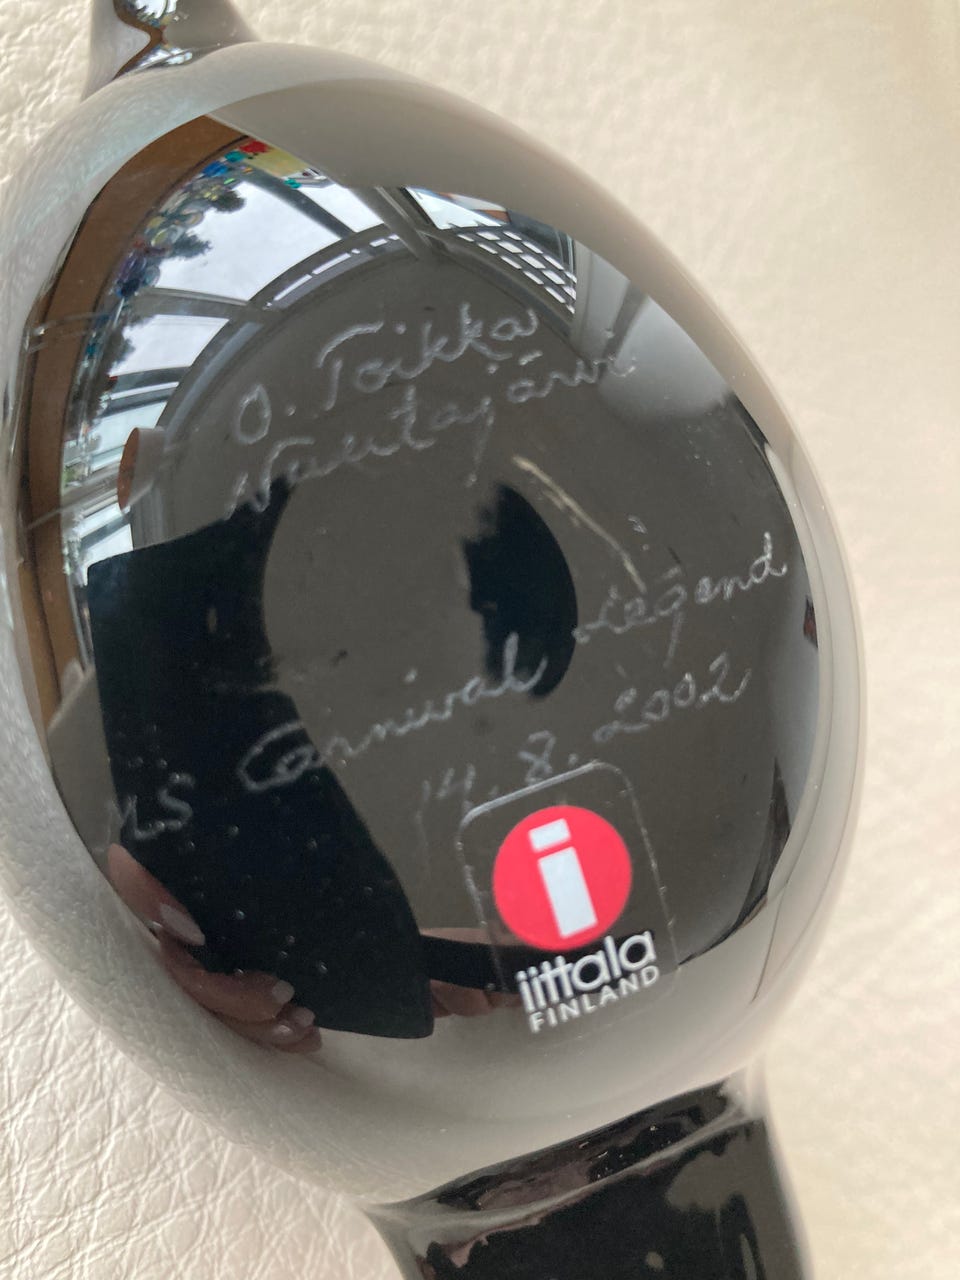 O. Toikka
Nuutajärvi
MS Carnival Legend
14.8.2002
i
iittala
FINLAND